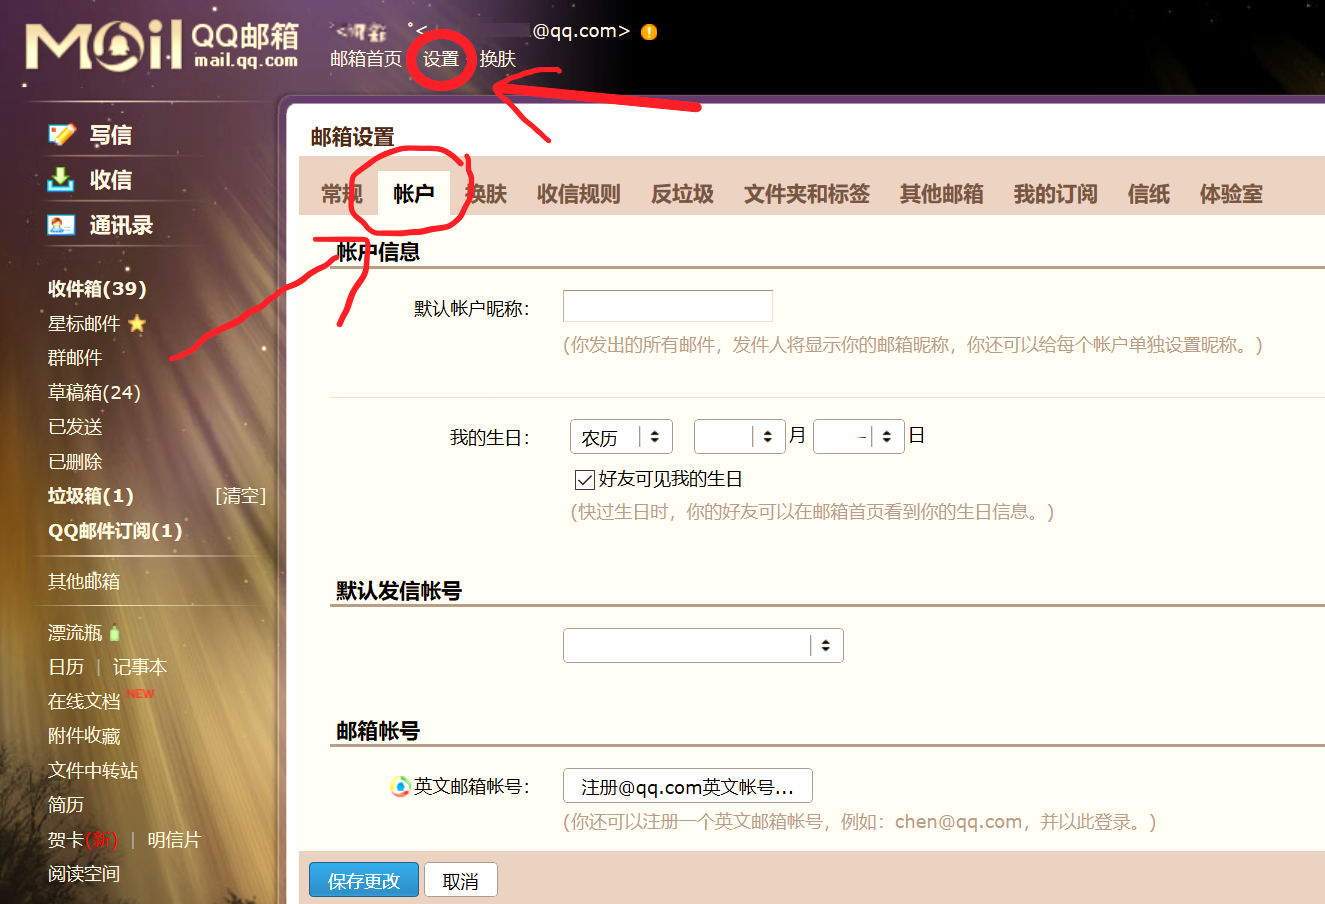 Mail QQ邮箱
mail.qq.com
@qq.com>
邮箱首页 设置 换肤
写信
收信
通讯录
收件箱(39)
星标邮件
群邮件
草稿箱(24)
已发送
已删除
垃圾箱(1) [清空]
QQ邮件订阅(1)
其他邮箱
漂流瓶
日历 | 记事本
在线文档 NEW
附件收藏
文件中转站
简历
贺卡(新) | 明信片
阅读空间
邮箱设置
常规 帐户 换肤 收信规则 反垃圾 文件夹和标签 其他邮箱 我的订阅 信纸 体验室
帐户信息
默认帐户昵称：
(你发出的所有邮件，发件人将显示你的邮箱昵称，你还可以给每个帐户单独设置昵称。)
我的生日： 农历 月 日
好友可见我的生日
(快过生日时，你的好友可以在邮箱首页看到你的生日信息。)
默认发信帐号
邮箱帐号
英文邮箱帐号： 注册@qq.com英文帐号...
(你还可以注册一个英文邮箱帐号，例如：chen@qq.com，并以此登录。)
保存更改 取消